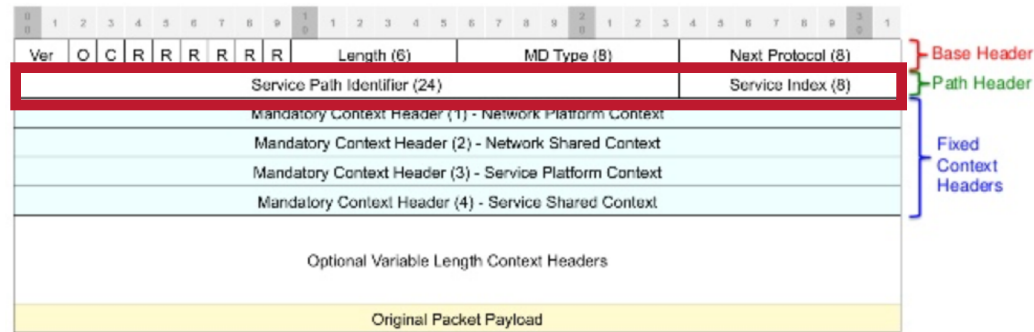 0 0 1 2 3 4 5 6 7 8 9 1 0 1 2 3 4 5 6 7 8 9 2 0 1 2 3 4 5 6 7 8 9 3 0 1
Ver O C R R R R R R Length (6) MD Type (8) Next Protocol (8) Base Header
Service Path Identifier (24) Service Index (8) Path Header
Mandatory Context Header (1) - Network Platform Context
Mandatory Context Header (2) - Network Shared Context
Mandatory Context Header (3) - Service Platform Context
Mandatory Context Header (4) - Service Shared Context
Fixed
Context
Headers
Optional Variable Length Context Headers
Original Packet Payload